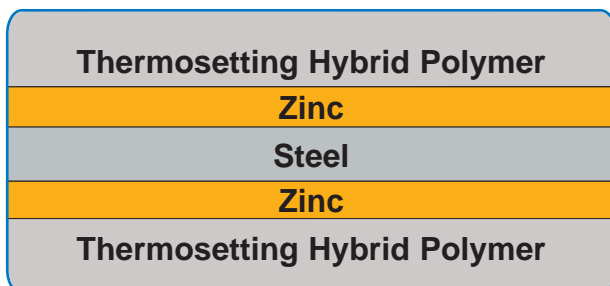 Thermosetting Hybrid Polymer
Zinc
Steel
Zinc
Thermosetting Hybrid Polymer